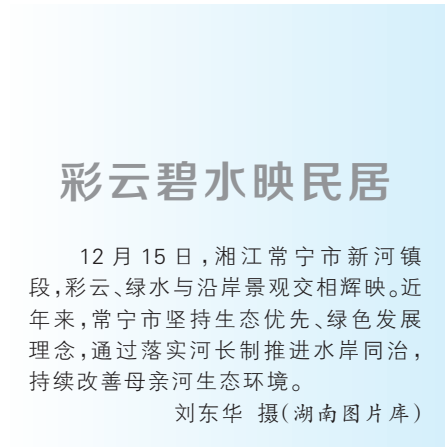 彩云碧水映民居
12月15日,湘江常宁市新河镇
段,彩云、绿水与沿岸景观交相辉映。近
年来,常宁市坚持生态优先、绿色发展
理念,通过落实河长制推进水岸同治,
持续改善母亲河生态环境。
刘东华 摄(湖南图片库)